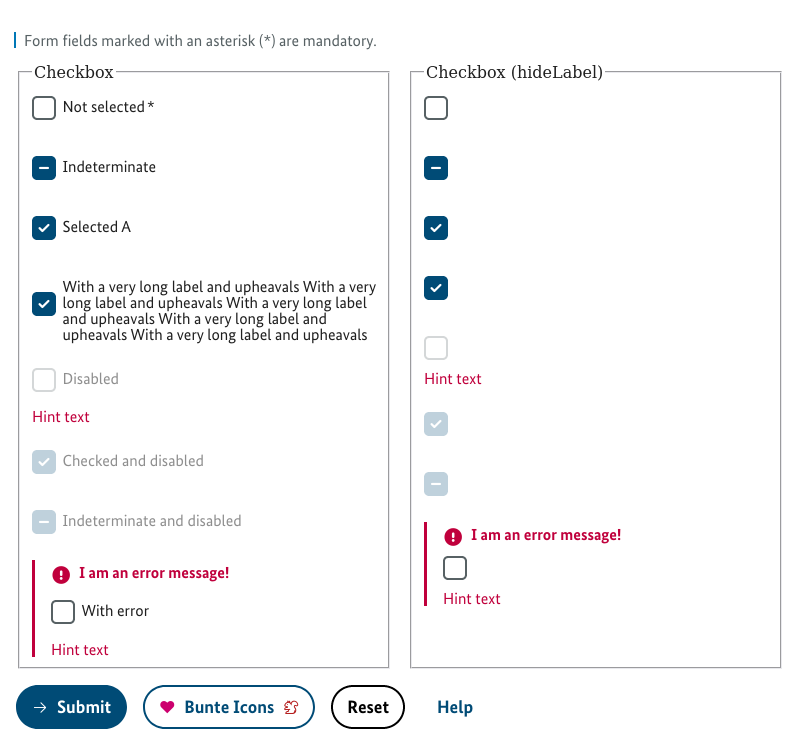 Form fields marked with an asterisk (*) are mandatory.
Checkbox
Not selected *
Indeterminate
Selected A
With a very long label and upheavals With a very
long label and upheavals With a very long label
and upheavals With a very long label and
upheavals With a very long label and upheavals
Disabled
Hint text
Checked and disabled
Indeterminate and disabled
I am an error message!
With error
Hint text
Checkbox (hideLabel)
Hint text
I am an error message!
Hint text
Submit
Bunte Icons
Reset
Help